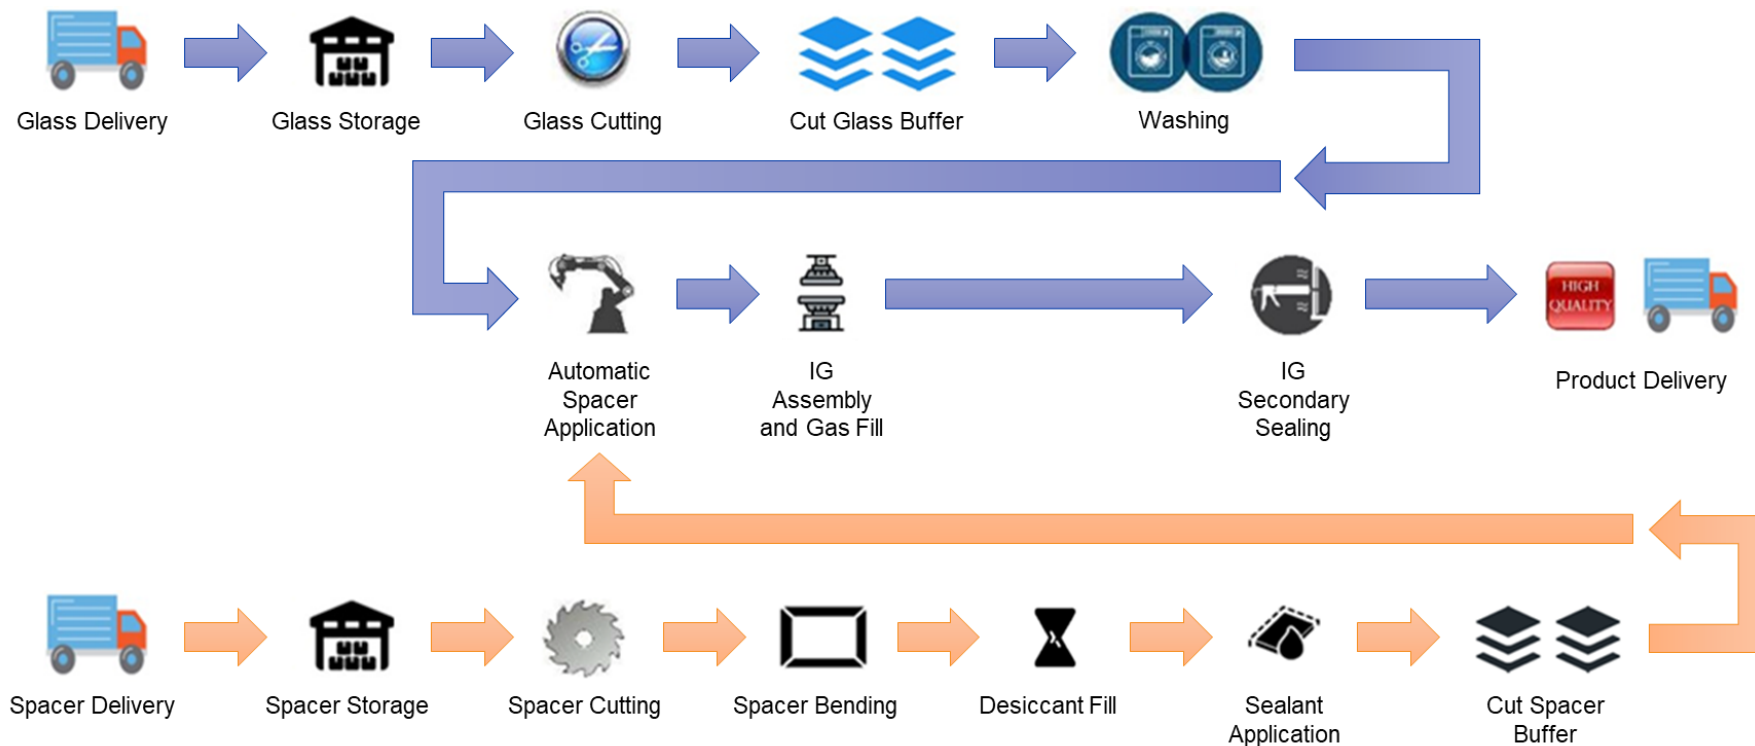 Glass Delivery
Glass Storage
Glass Cutting
Cut Glass Buffer
Washing
Automatic
Spacer
Application
IG
Assembly
and Gas Fill
IG
Secondary
Sealing
HIGH
QUALITY
Product Delivery
Spacer Delivery
Spacer Storage
Spacer Cutting
Spacer Bending
Desiccant Fill
Sealant
Application
Cut Spacer
Buffer